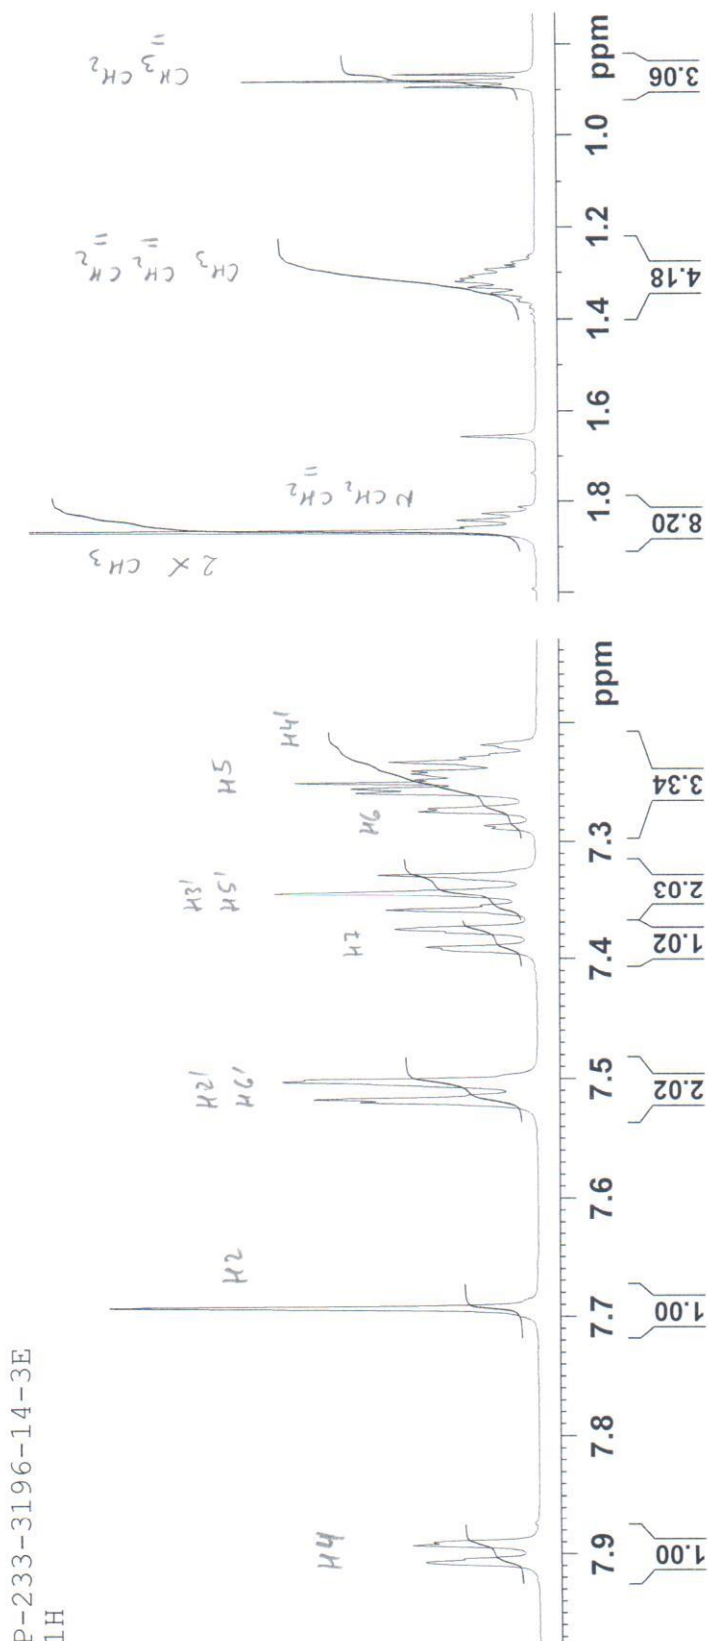 P-233-3196-14-3E
1H
H4
H2
H2'
H6'
H7
H3'
H5'
H6
H5
H4'
7.9
7.8
7.7
7.6
7.5
7.4
7.3
ppm
1.00
1.00
2.02
1.02
2.03
3.34
2 X CH3
NCH2CH2
CH3CH2CH2
CH3CH2
1.8
1.6
1.4
1.2
1.0
ppm
8.20
4.18
3.06